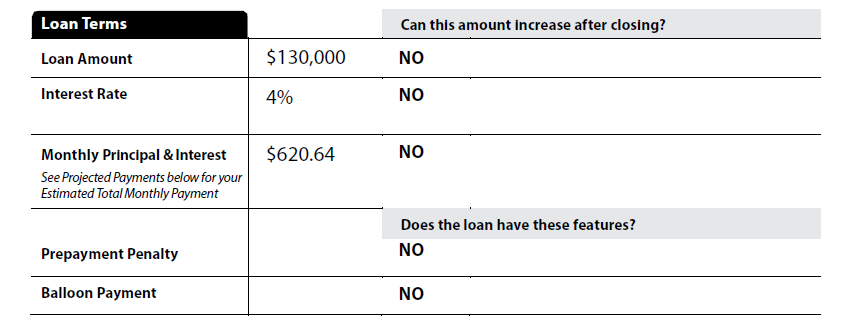 Loan Terms Can this amount increase after closing?
Loan Amount $130,000 NO
Interest Rate 4% NO
Monthly Principal & Interest $620.64 NO
See Projected Payments below for your
Estimated Total Monthly Payment
Does the loan have these features?
Prepayment Penalty NO
Balloon Payment NO